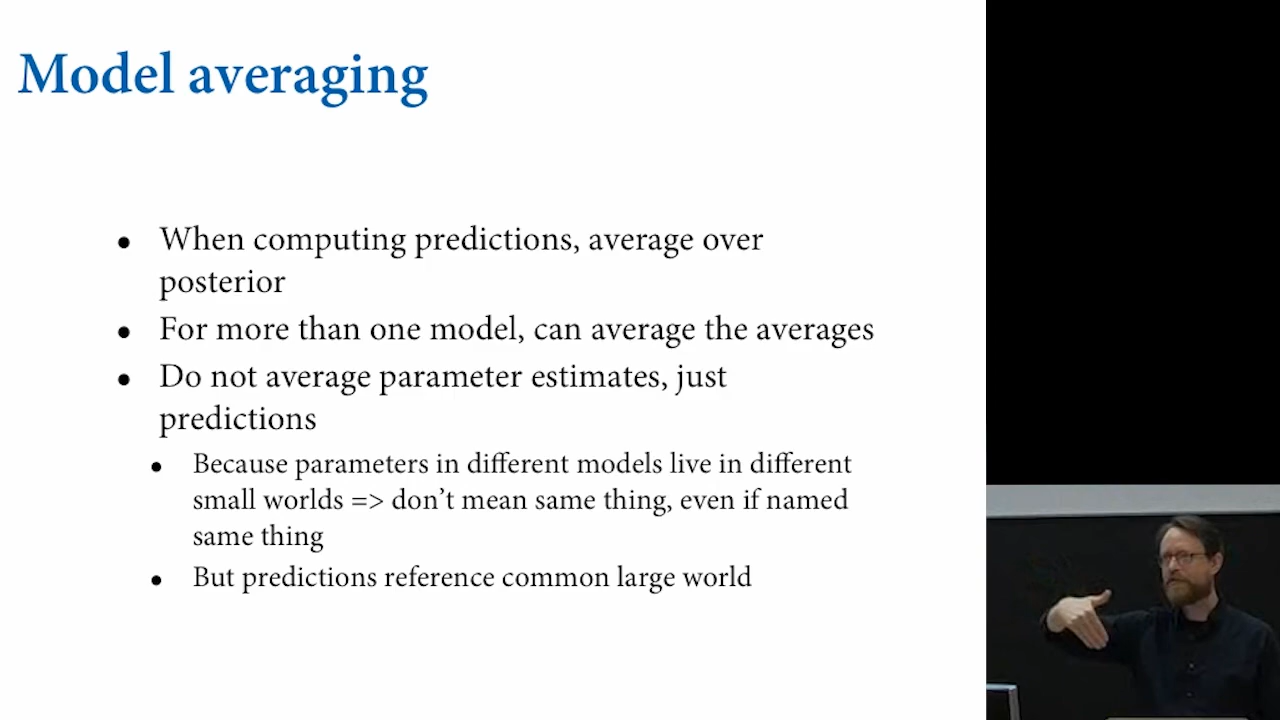 Model averaging
• When computing predictions, average over
posterior
• For more than one model, can average the averages
• Do not average parameter estimates, just
predictions
• Because parameters in different models live in different
small worlds => don’t mean same thing, even if named
same thing
• But predictions reference common large world